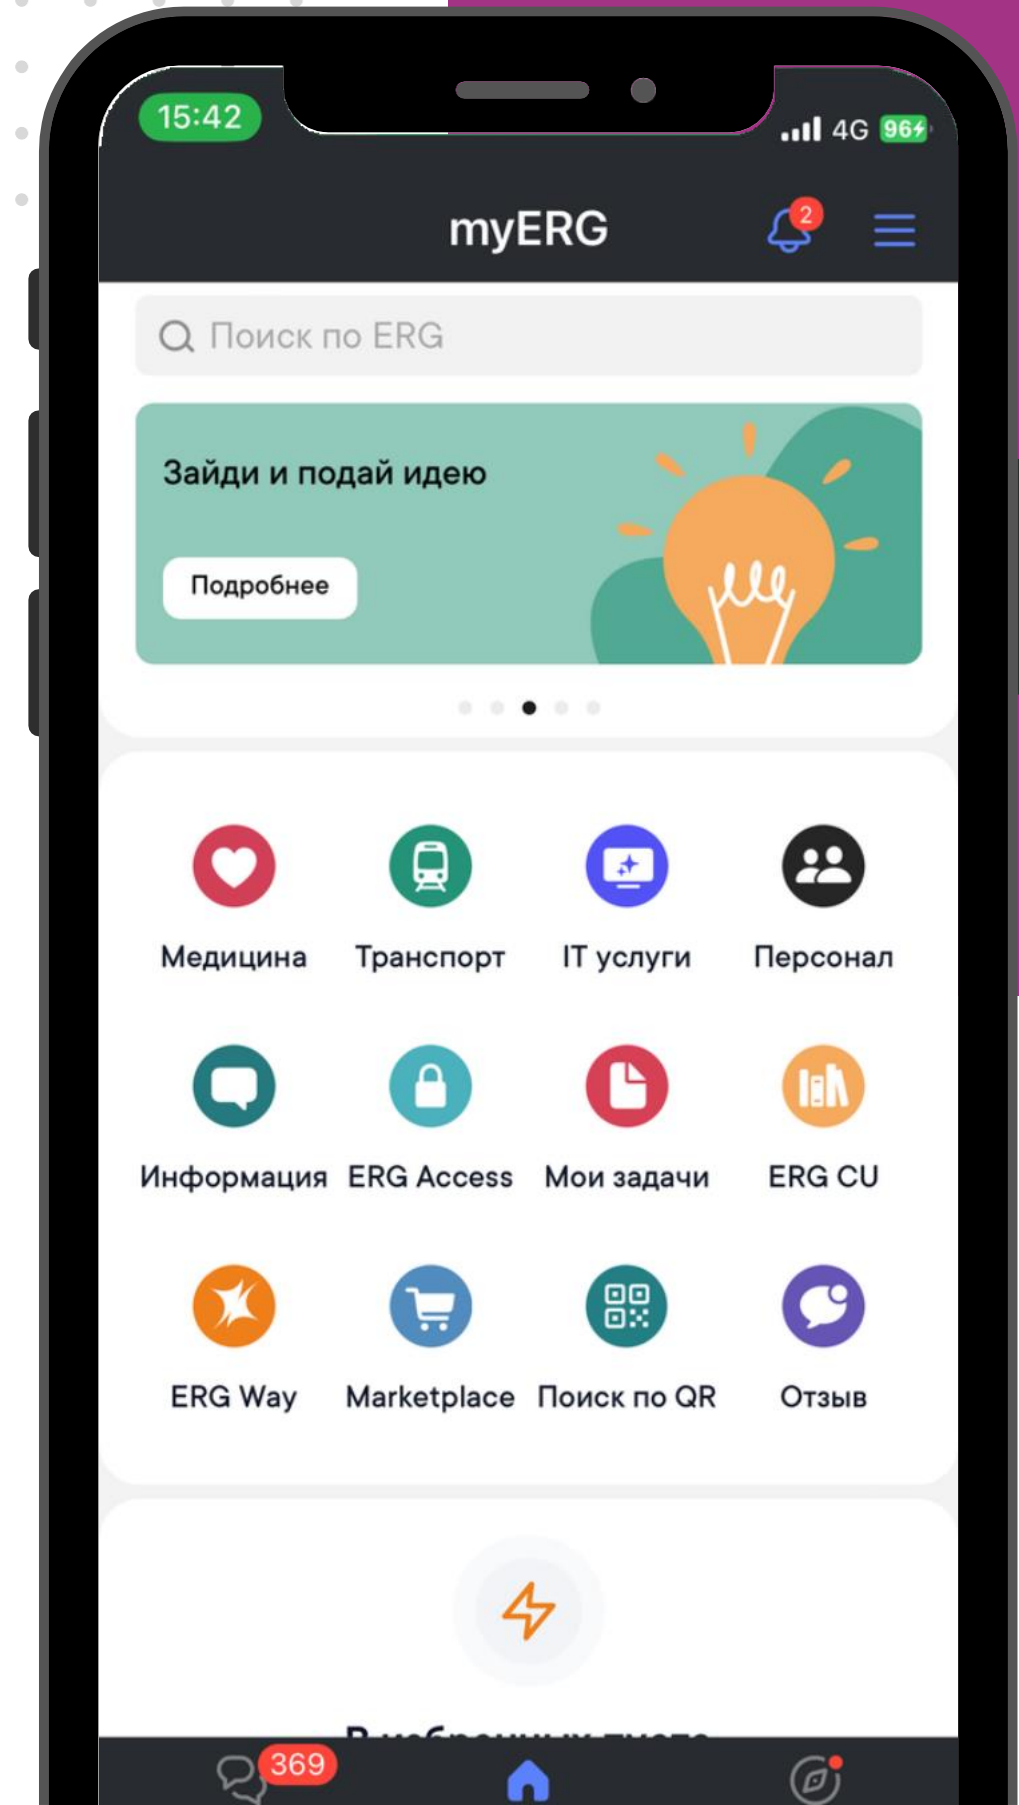 15:42
4G 96
myERG
2
Поиск по ERG
Зайди и подай идею
Подробнее
Медицина Транспорт IT услуги Персонал
Информация ERG Access Мои задачи ERG CU
ERG Way Marketplace Поиск по QR Отзыв
369